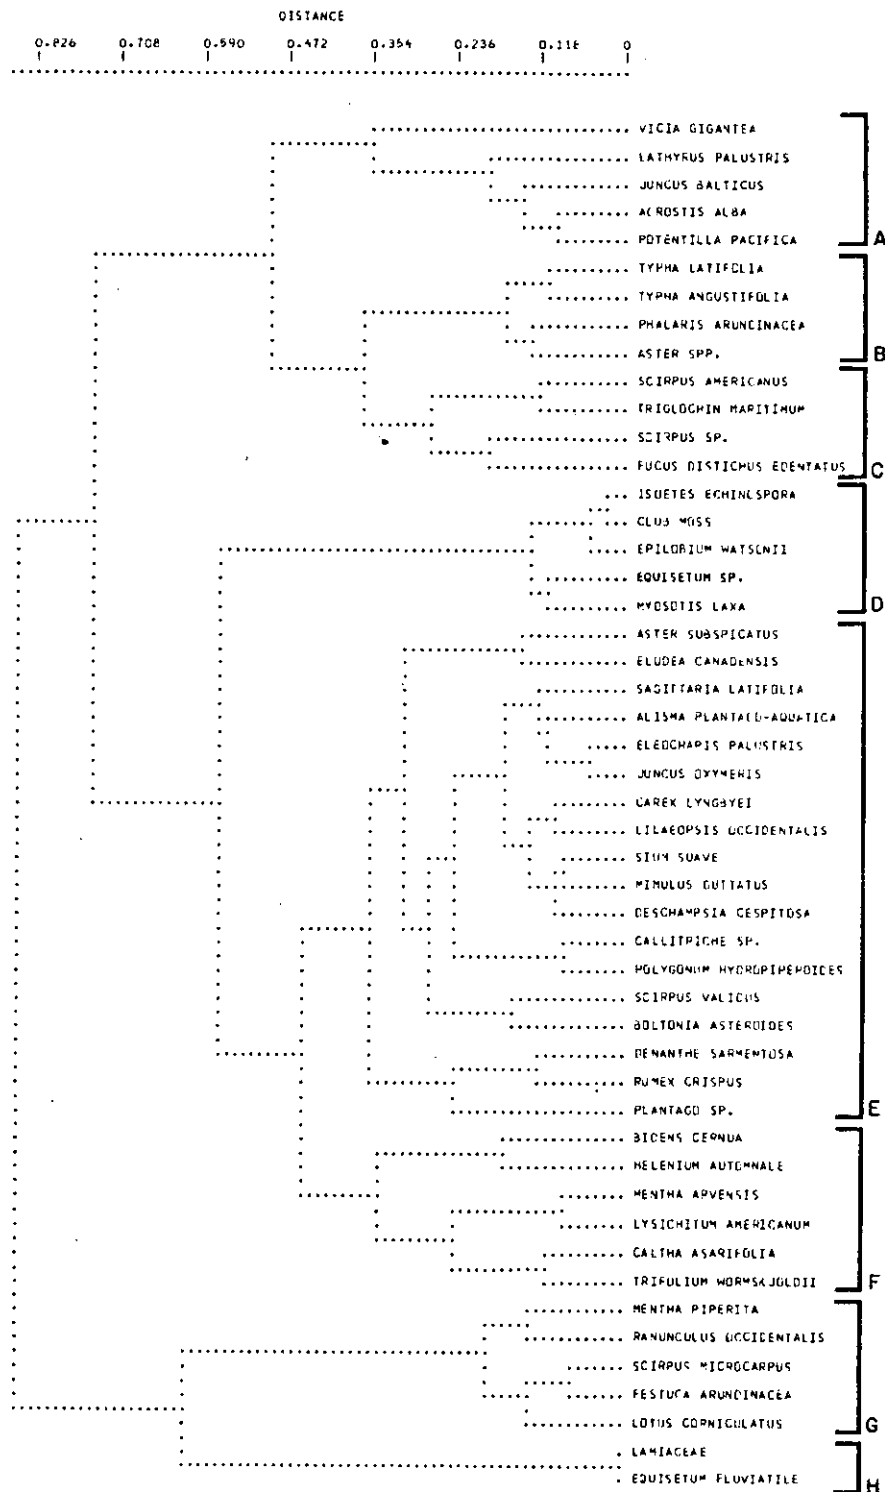 DISTANCE
0.826 0.708 0.590 0.472 0.354 0.236 0.118 0
VICIA GIGANTEA
LATHYRUS PALUSTRIS
JUNCUS BALTICUS
AGROSTIS ALBA
POTENTILLA PACIFICA
A
TYPHA LATIFOLIA
TYPHA ANGUSTIFOLIA
PHALARIS ARUNDINACEA
ASTER SPP.
B
SCIRPUS AMERICANUS
TRIGLOCHIN MARITIMUM
SCIRPUS SP.
FUCUS DISTICHUS EDENTATUS
C
ISOETES ECHINOSPORA
CLUB MOSS
EPILOBIUM WATSONII
EQUISETUM SP.
MYOSOTIS LAXA
D
ASTER SUBSPICATUS
ELODEA CANADENSIS
SAGITTARIA LATIFOLIA
ALISMA PLANTAGO-AQUATICA
ELEOCHARIS PALUSTRIS
JUNCUS OXYMERIS
CAREX LYNGBYEI
LILAEOPSIS OCCIDENTALIS
SIUM SUAVE
MIMULUS GUTTATUS
DESCHAMPSIA CESPITOSA
CALLITRICHE SP.
POLYGONUM HYDROPIPEROIDES
SCIRPUS VALIDUS
BOLTONIA ASTEROIDES
OENANTHE SARMENTOSA
RUMEX CRISPUS
PLANTAGO SP.
E
BIDENS CERNUA
HELENIUM AUTOMNALE
MENTHA ARVENSIS
LYSICHITUM AMERICANUM
CALTHA ASARIFOLIA
TRIFOLIUM WORMSKJOLDII
F
MENTHA PIPERITA
RANUNCULUS OCCIDENTALIS
SCIRPUS MICROCARPUS
FESTUCA ARUNDINACEA
LOTUS CORNICULATUS
G
LAMIACEAE
EQUISETUM FLUVIATILE
H